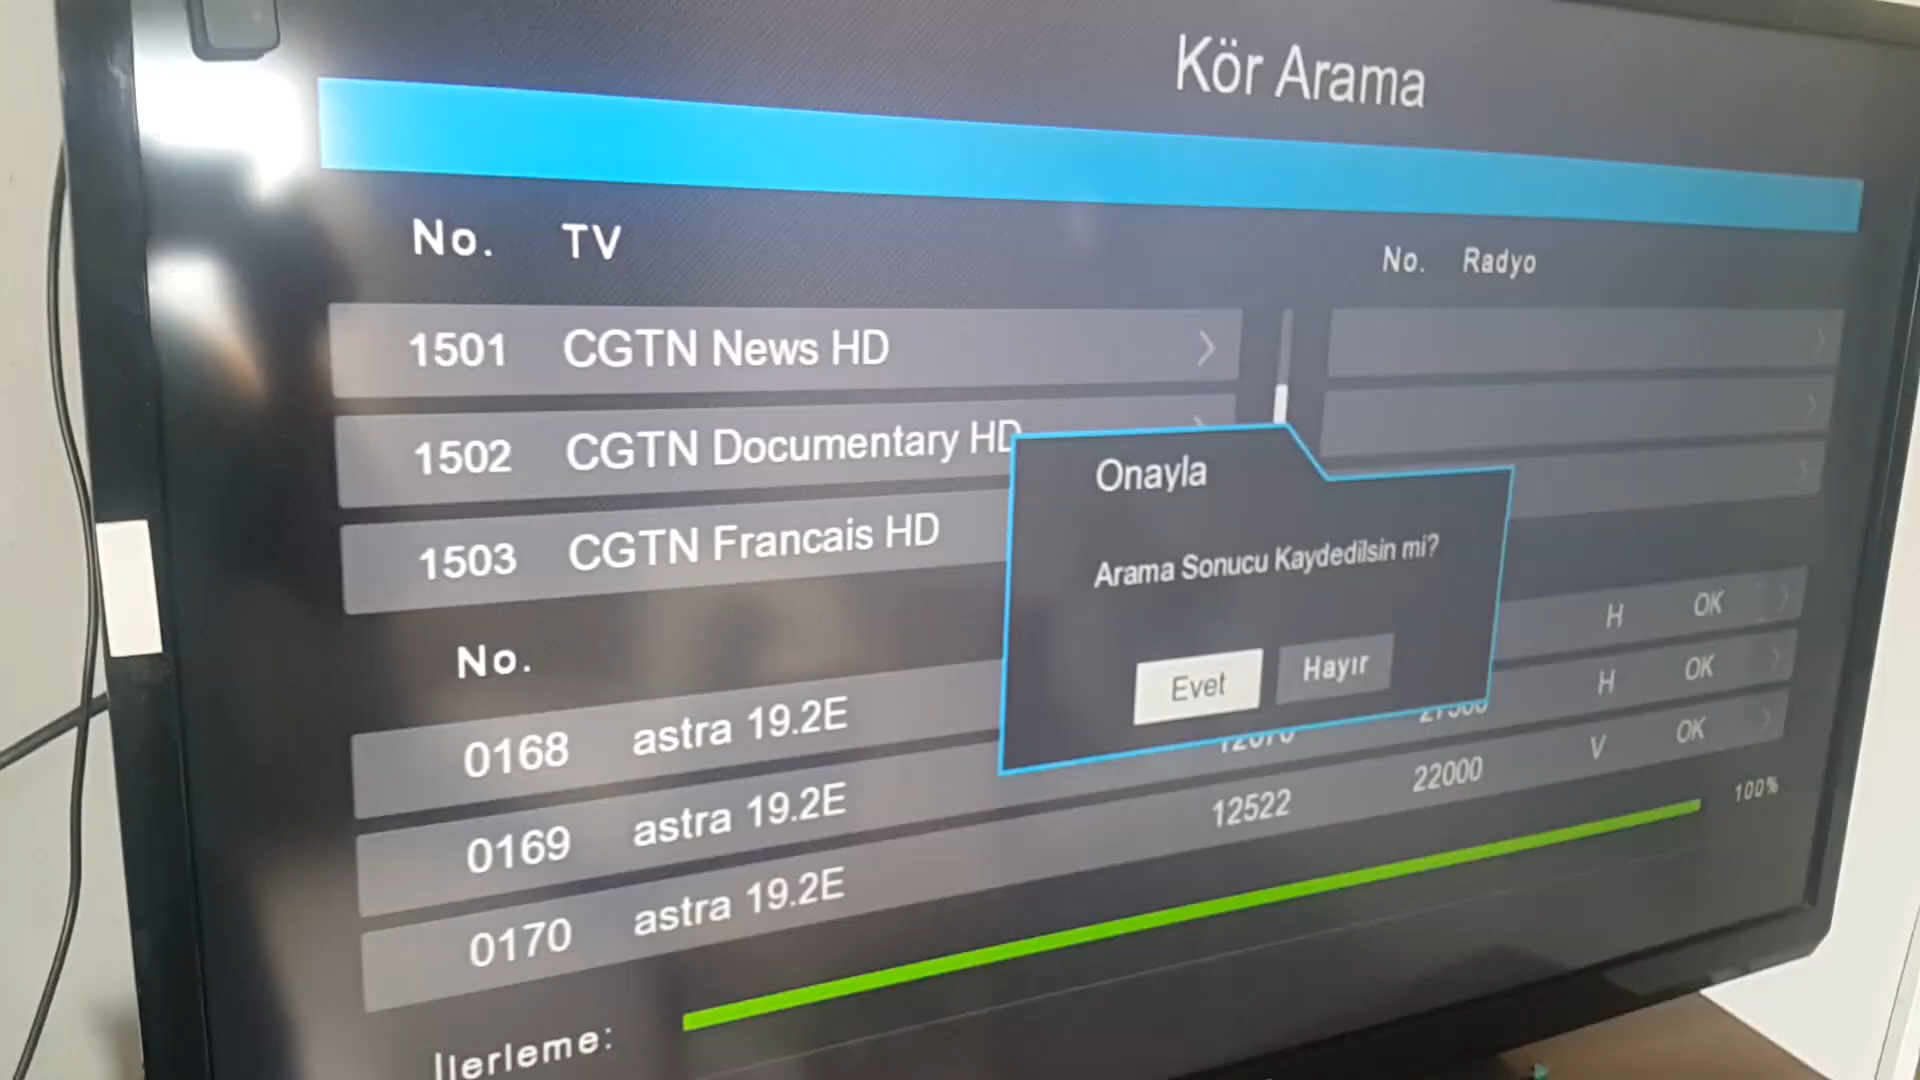 Kör Arama
No. TV
No. Radyo
1501 CGTN News HD
1502 CGTN Documentary HD
1503 CGTN Francais HD
Onayla
Arama Sonucu Kaydedilsin mi?
Evet Hayır
No.
0168 astra 19.2E H OK
0169 astra 19.2E 12070 27500 H OK
0170 astra 19.2E 12522 22000 V OK
İlerleme: 100%